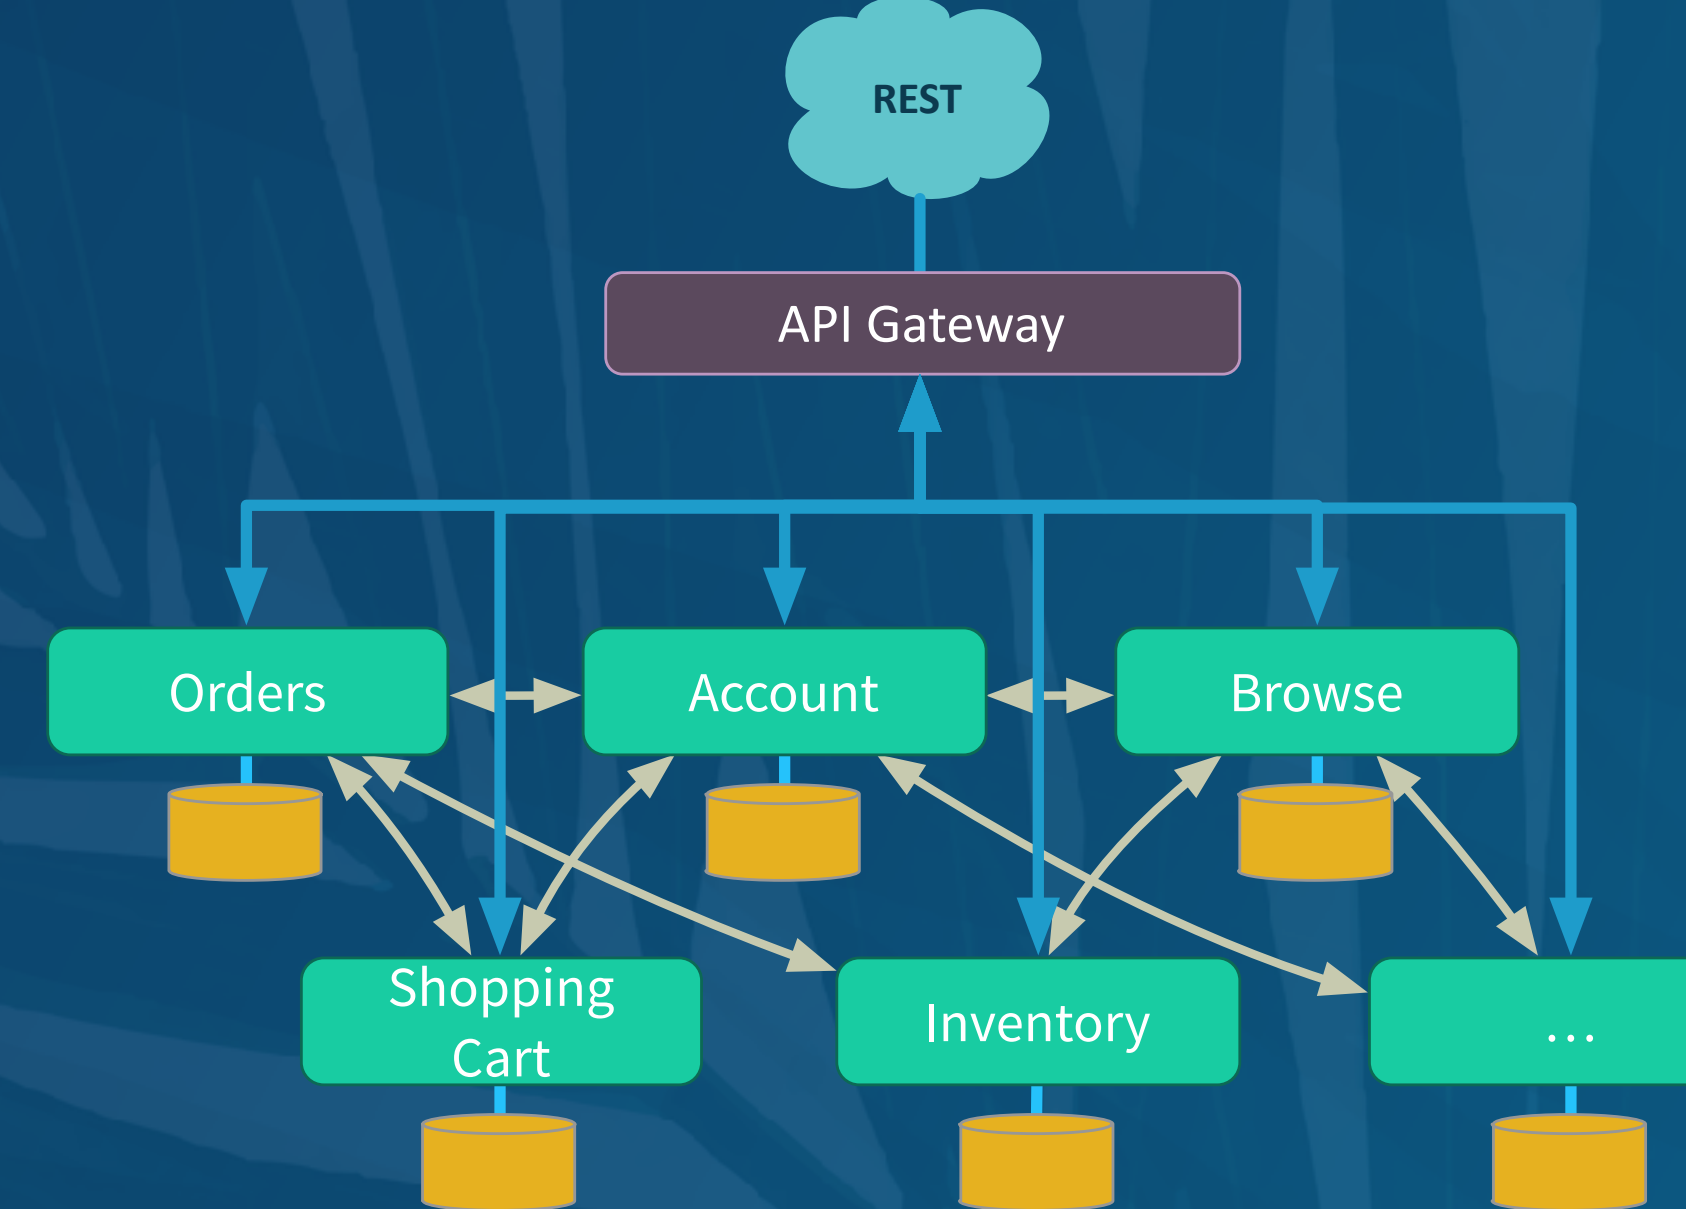 REST
API Gateway
Orders
Account
Browse
Shopping
Cart
Inventory
…